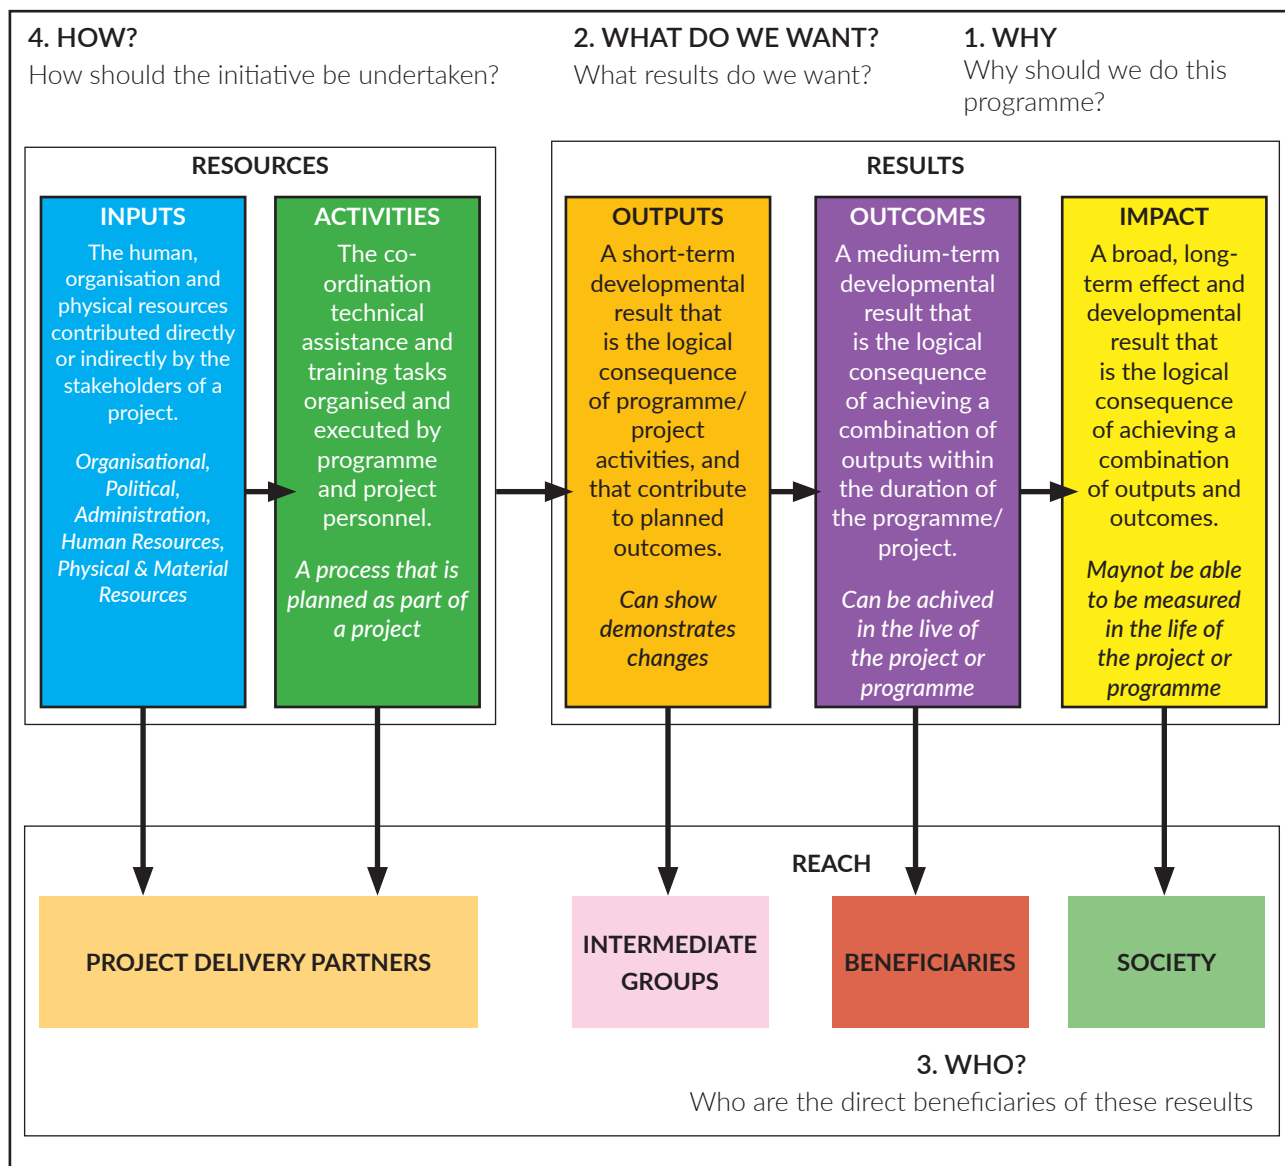 4. HOW?
How should the initiative be undertaken?
2. WHAT DO WE WANT?
What results do we want?
1. WHY
Why should we do this
programme?
RESOURCES
INPUTS
The human,
organisation and
physical resources
contributed directly
or indirectly by the
stakeholders of a
project.
Organisational,
Political,
Administration,
Human Resources,
Physical & Material
Resources
ACTIVITIES
The co-
ordination
technical
assistance and
training tasks
organised and
executed by
programme
and project
personnel.
A process that is
planned as part of
a project
RESULTS
OUTPUTS
A short-term
developmental
result that
is the logical
consequence
of programme/
project
activities, and
that contribute
to planned
outcomes.
Can show
demonstrates
changes
OUTCOMES
A medium-term
developmental
result that
is the logical
consequence
of achieving a
combination of
outputs within
the duration of
the programme/
project.
Can be achived
in the live of
the project or
programme
IMPACT
A broad, long-
term effect and
developmental
result that
is the logical
consequence
of achieving a
combination
of outputs and
outcomes.
Maynot be able
to be measured
in the life of
the project or
programme
REACH
PROJECT DELIVERY PARTNERS
INTERMEDIATE
GROUPS
BENEFICIARIES
SOCIETY
3. WHO?
Who are the direct beneficiaries of these reseults